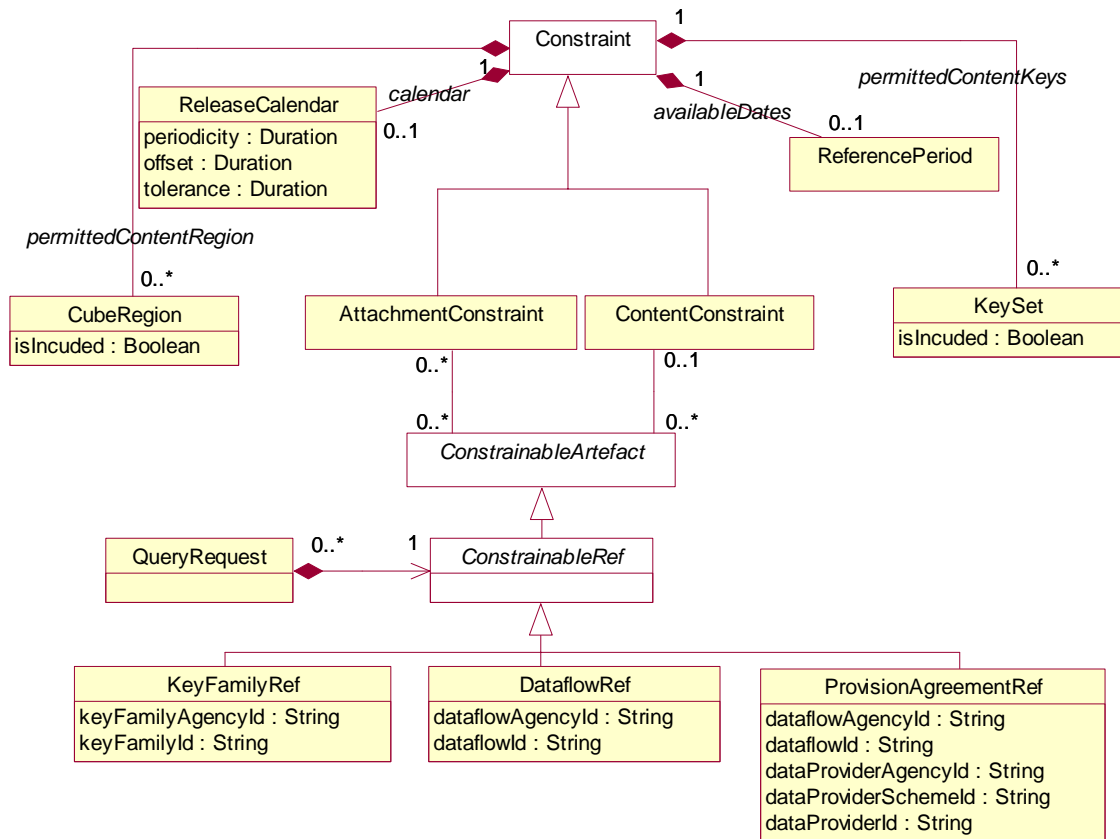 1
Constraint
1
1
permittedContentKeys
calendar
availableDates
ReleaseCalendar
periodicity : Duration
offset : Duration
tolerance : Duration
0..1
0..1
ReferencePeriod
permittedContentRegion
0..*
0..*
CubeRegion
isIncuded : Boolean
AttachmentConstraint
ContentConstraint
KeySet
isIncuded : Boolean
0..*
0..1
0..*
0..*
ConstrainableArtefact
QueryRequest
0..*
1
ConstrainableRef
KeyFamilyRef
keyFamilyAgencyId : String
keyFamilyId : String
DataflowRef
dataflowAgencyId : String
dataflowId : String
ProvisionAgreementRef
dataflowAgencyId : String
dataflowId : String
dataProviderAgencyId : String
dataProviderSchemeId : String
dataProviderId : String